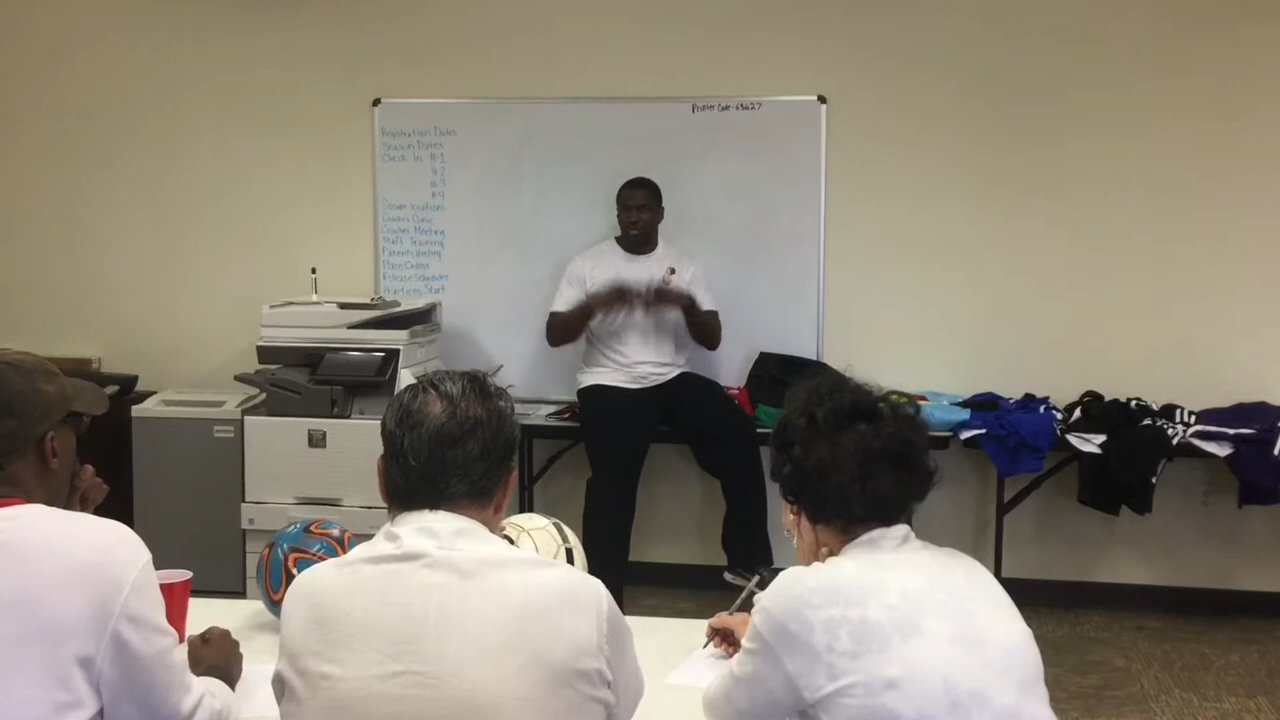 Printer Code-63627
Registration Dates
Season Dates
Check In #1
#2
#3
#4
Secure locations
Coaches Clinic
Coaches Meeting
Staff Training
Parents Meeting
Place Order
Release Schedules
Practices Start